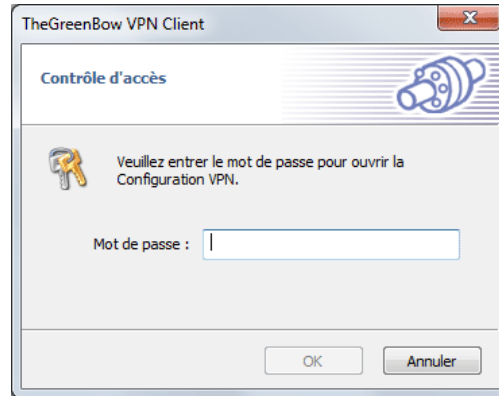 TheGreenBow VPN Client
Contrôle d'accès
Veuillez entrer le mot de passe pour ouvrir la
Configuration VPN.
Mot de passe :
OK
Annuler